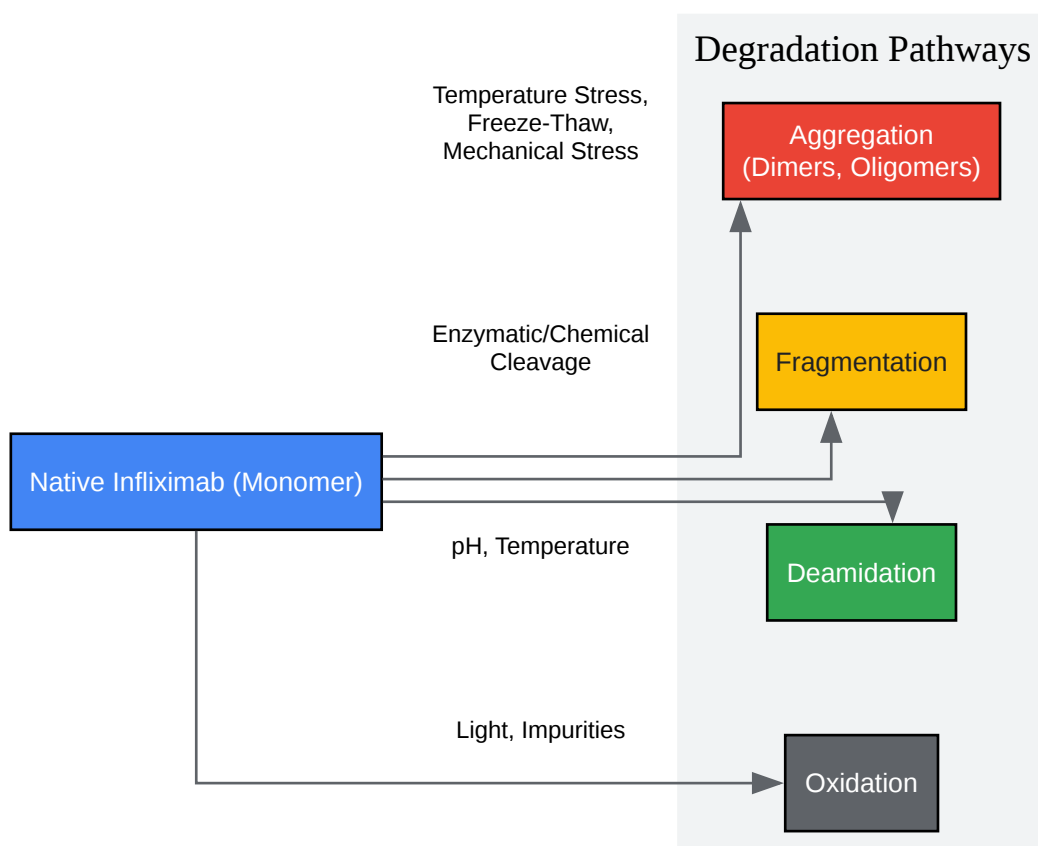 Degradation Pathways
Temperature Stress,
Freeze-Thaw,
Mechanical Stress
Aggregation
(Dimers, Oligomers)
Enzymatic/Chemical
Cleavage
Fragmentation
Native Infliximab (Monomer)
pH, Temperature
Deamidation
Light, Impurities
Oxidation